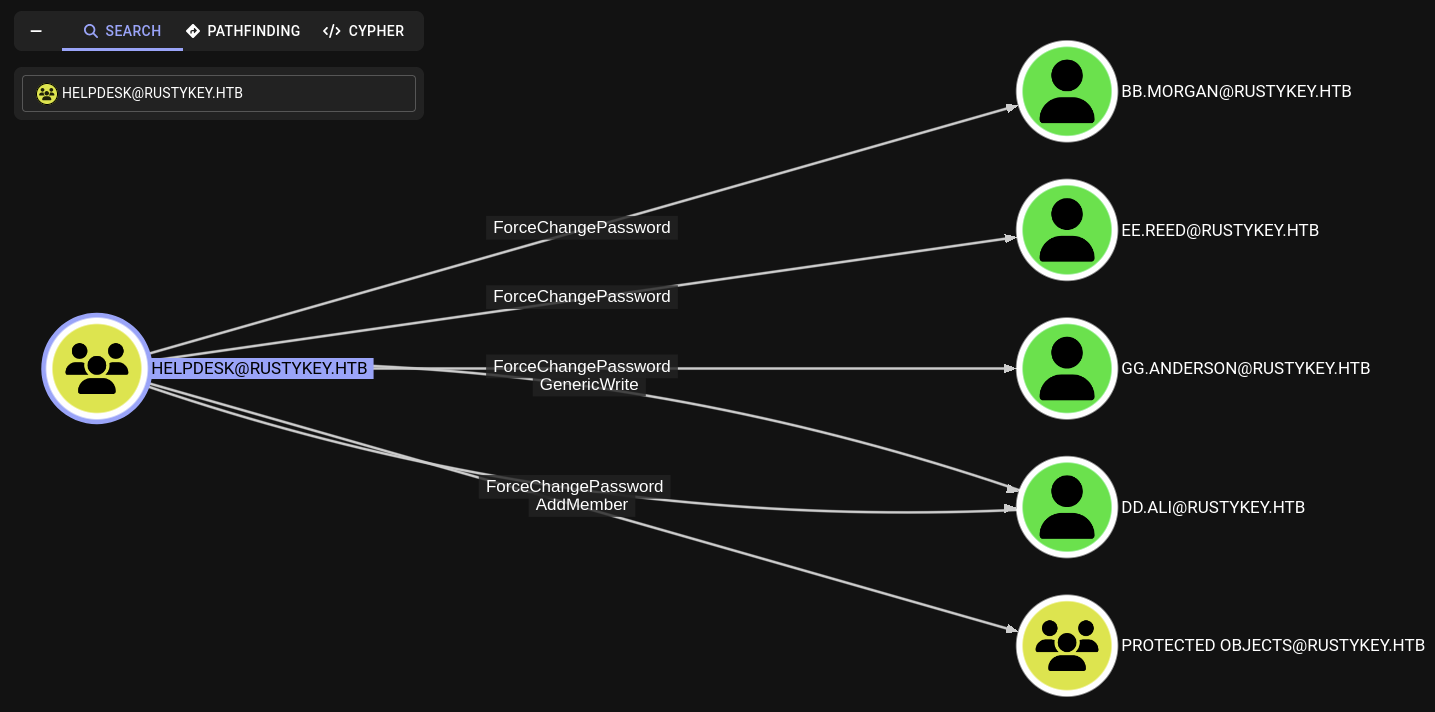 SEARCH PATHFINDING CYPHER
HELPDESK@RUSTYKEY.HTB
BB.MORGAN@RUSTYKEY.HTB
ForceChangePassword
EE.REED@RUSTYKEY.HTB
ForceChangePassword
HELPDESK@RUSTYKEY.HTB
ForceChangePassword
GenericWrite
GG.ANDERSON@RUSTYKEY.HTB
ForceChangePassword
AddMember
DD.ALI@RUSTYKEY.HTB
PROTECTED OBJECTS@RUSTYKEY.HTB